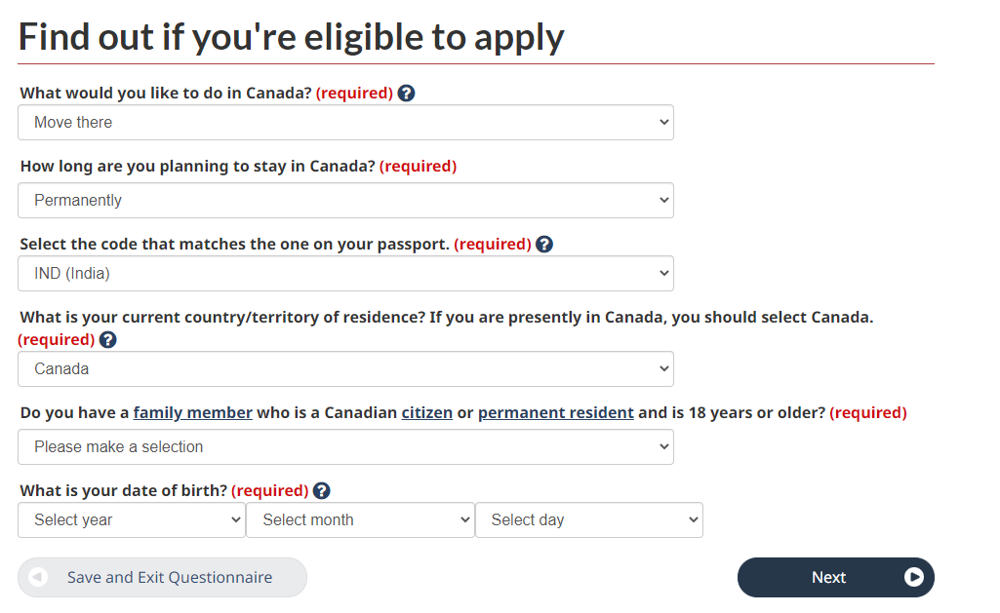 Find out if you're eligible to apply
What would you like to do in Canada? (required) ?
Move there
How long are you planning to stay in Canada? (required)
Permanently
Select the code that matches the one on your passport. (required) ?
IND (India)
What is your current country/territory of residence? If you are presently in Canada, you should select Canada.
(required) ?
Canada
Do you have a family member who is a Canadian citizen or permanent resident and is 18 years or older? (required)
Please make a selection
What is your date of birth? (required) ?
Select year Select month Select day
Save and Exit Questionnaire Next